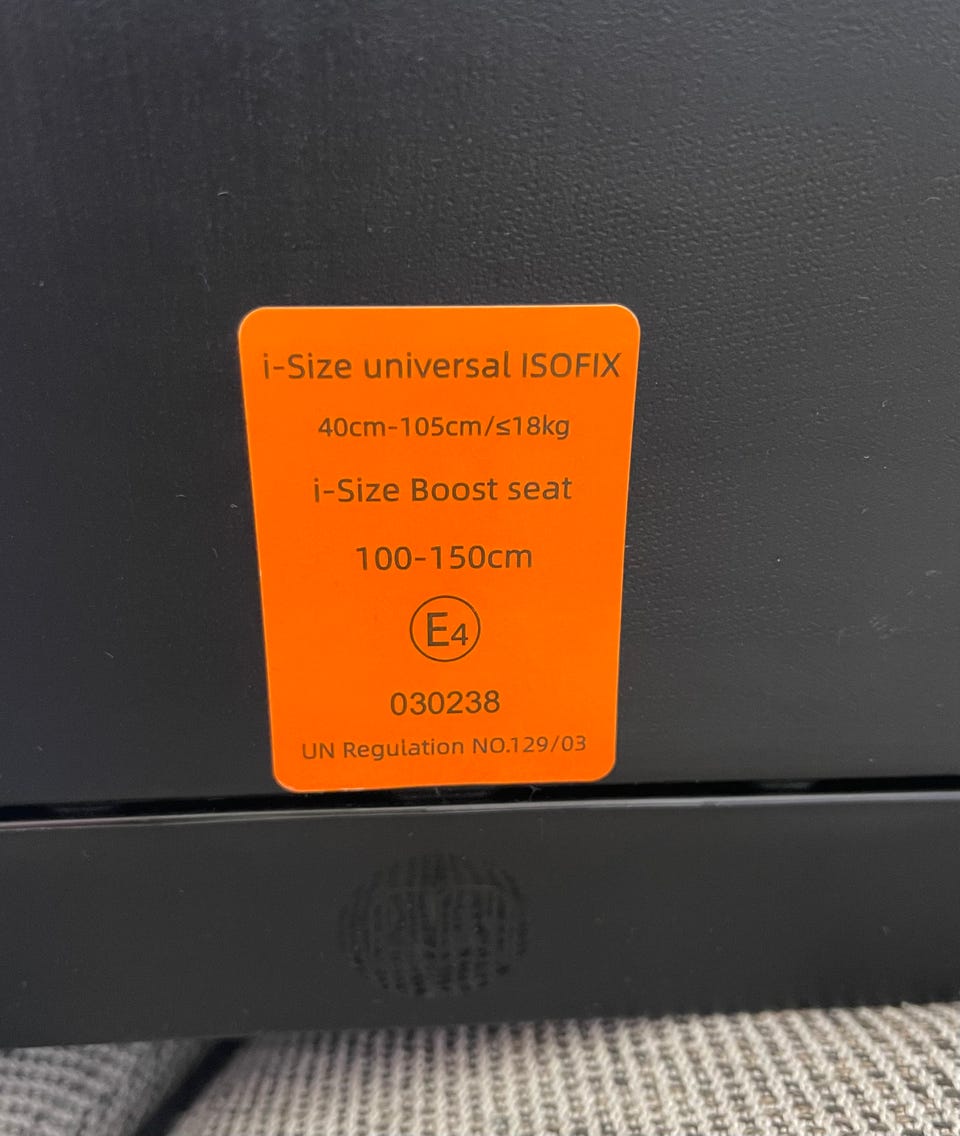 i-Size universal ISOFIX
40cm-105cm/≤18kg
i-Size Boost seat
100-150cm
E4
030238
UN Regulation NO.129/03